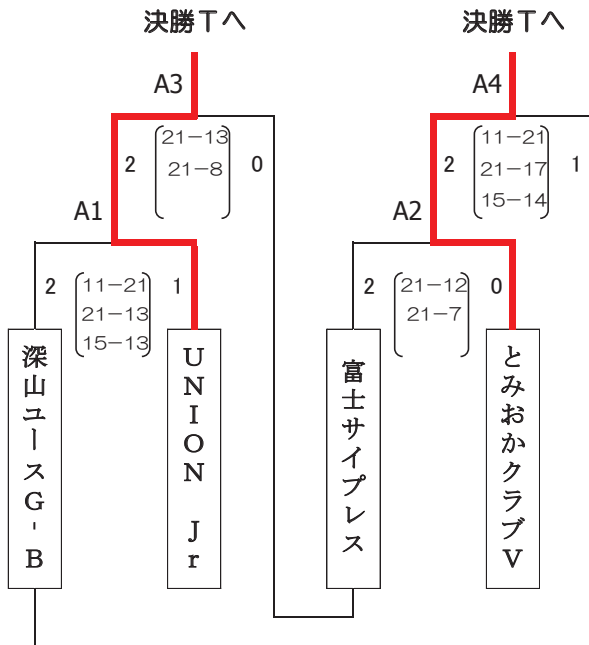 決勝Tへ 決勝Tへ
A3 A4
2 21-13 0 2 11-21 1
21-8 21-17
15-14
A1 A2
2 11-21 1 2 21-12 0
21-13 21-7
15-13
深山ユースG-B
UNION Jr
富士サイプレス
とみおかクラブV